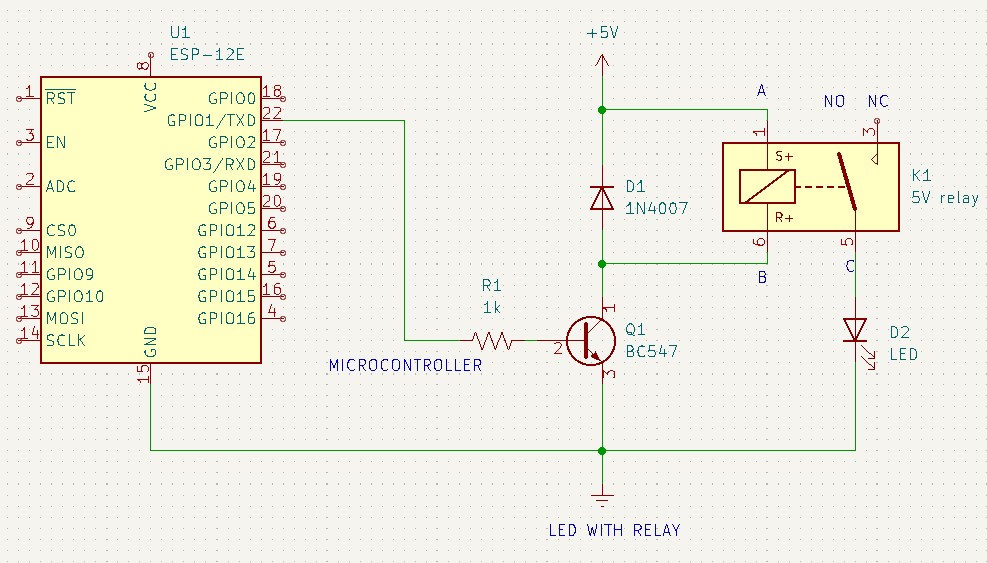 U1
ESP-12E
8
VCC
1 RST
3 EN
2 ADC
9 CS0
10 MISO
11 GPIO9
12 GPIO10
13 MOSI
14 SCLK
GPIO0 18
GPIO1/TXD 22
GPIO2 17
GPIO3/RXD 21
GPIO4 19
GPIO5 20
GPIO12 6
GPIO13 7
GPIO14 5
GPIO15 16
GPIO16 4
GND
15
MICROCONTROLLER
R1
1k
+5V
D1
1N4007
1
2
3
Q1
BC547
A
B
C
NO NC
1
3
S+
R+
6
5
K1
5V relay
D2
LED
LED WITH RELAY